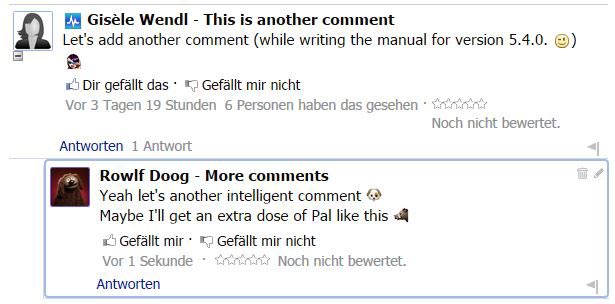 Gisèle Wendl - This is another comment
Let's add another comment (while writing the manual for version 5.4.0. )
Dir gefällt das · Gefällt mir nicht
Vor 3 Tagen 19 Stunden 6 Personen haben das gesehen ·
Noch nicht bewertet.
Antworten 1 Antwort
Rowlf Doog - More comments
Yeah let's another intelligent comment
Maybe I'll get an extra dose of Pal like this
Gefällt mir · Gefällt mir nicht
Vor 1 Sekunde · Noch nicht bewertet.
Antworten